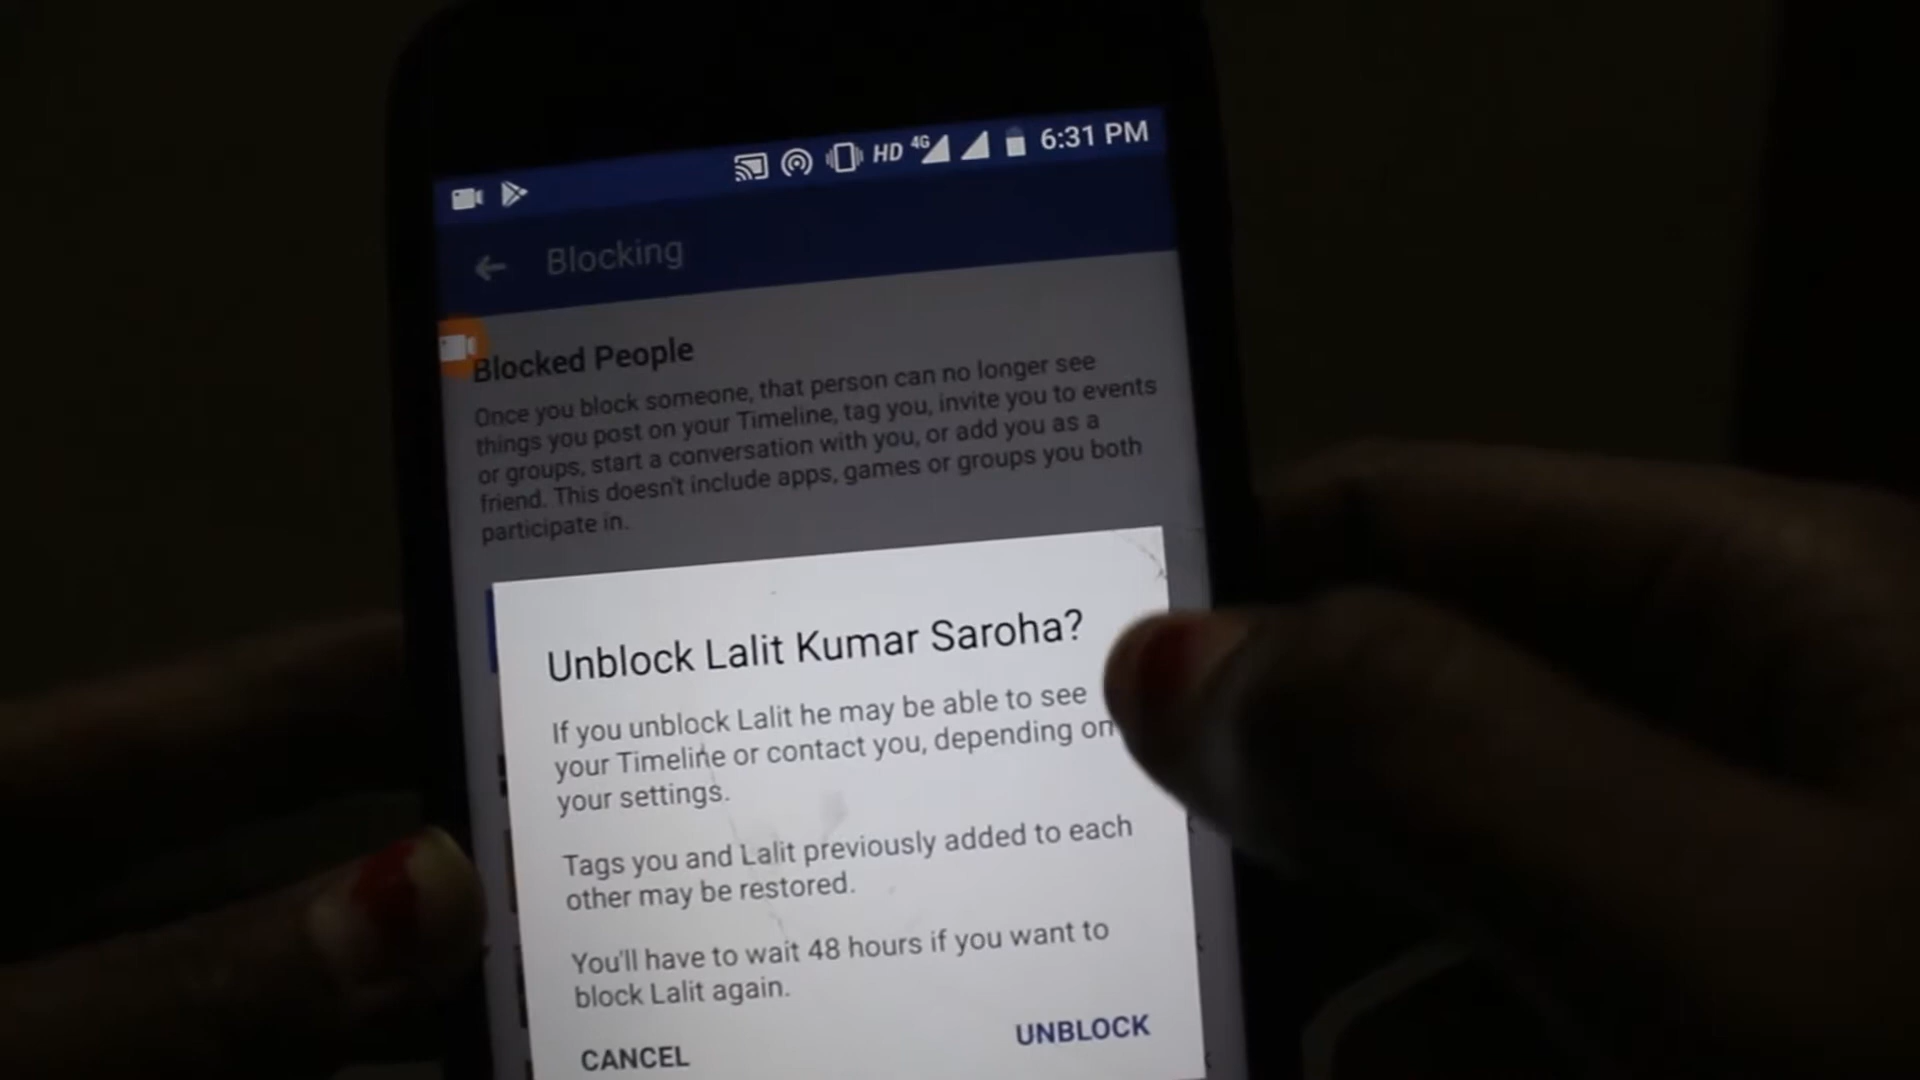 HD 4G 6:31 PM
Blocking
Blocked People
Once you block someone, that person can no longer see
things you post on your Timeline, tag you, invite you to events
or groups, start a conversation with you, or add you as a
friend. This doesn't include apps, games or groups you both
participate in.
Unblock Lalit Kumar Saroha?
If you unblock Lalit he may be able to see
your Timeline or contact you, depending on
your settings.
Tags you and Lalit previously added to each
other may be restored.
You'll have to wait 48 hours if you want to
block Lalit again.
CANCEL UNBLOCK